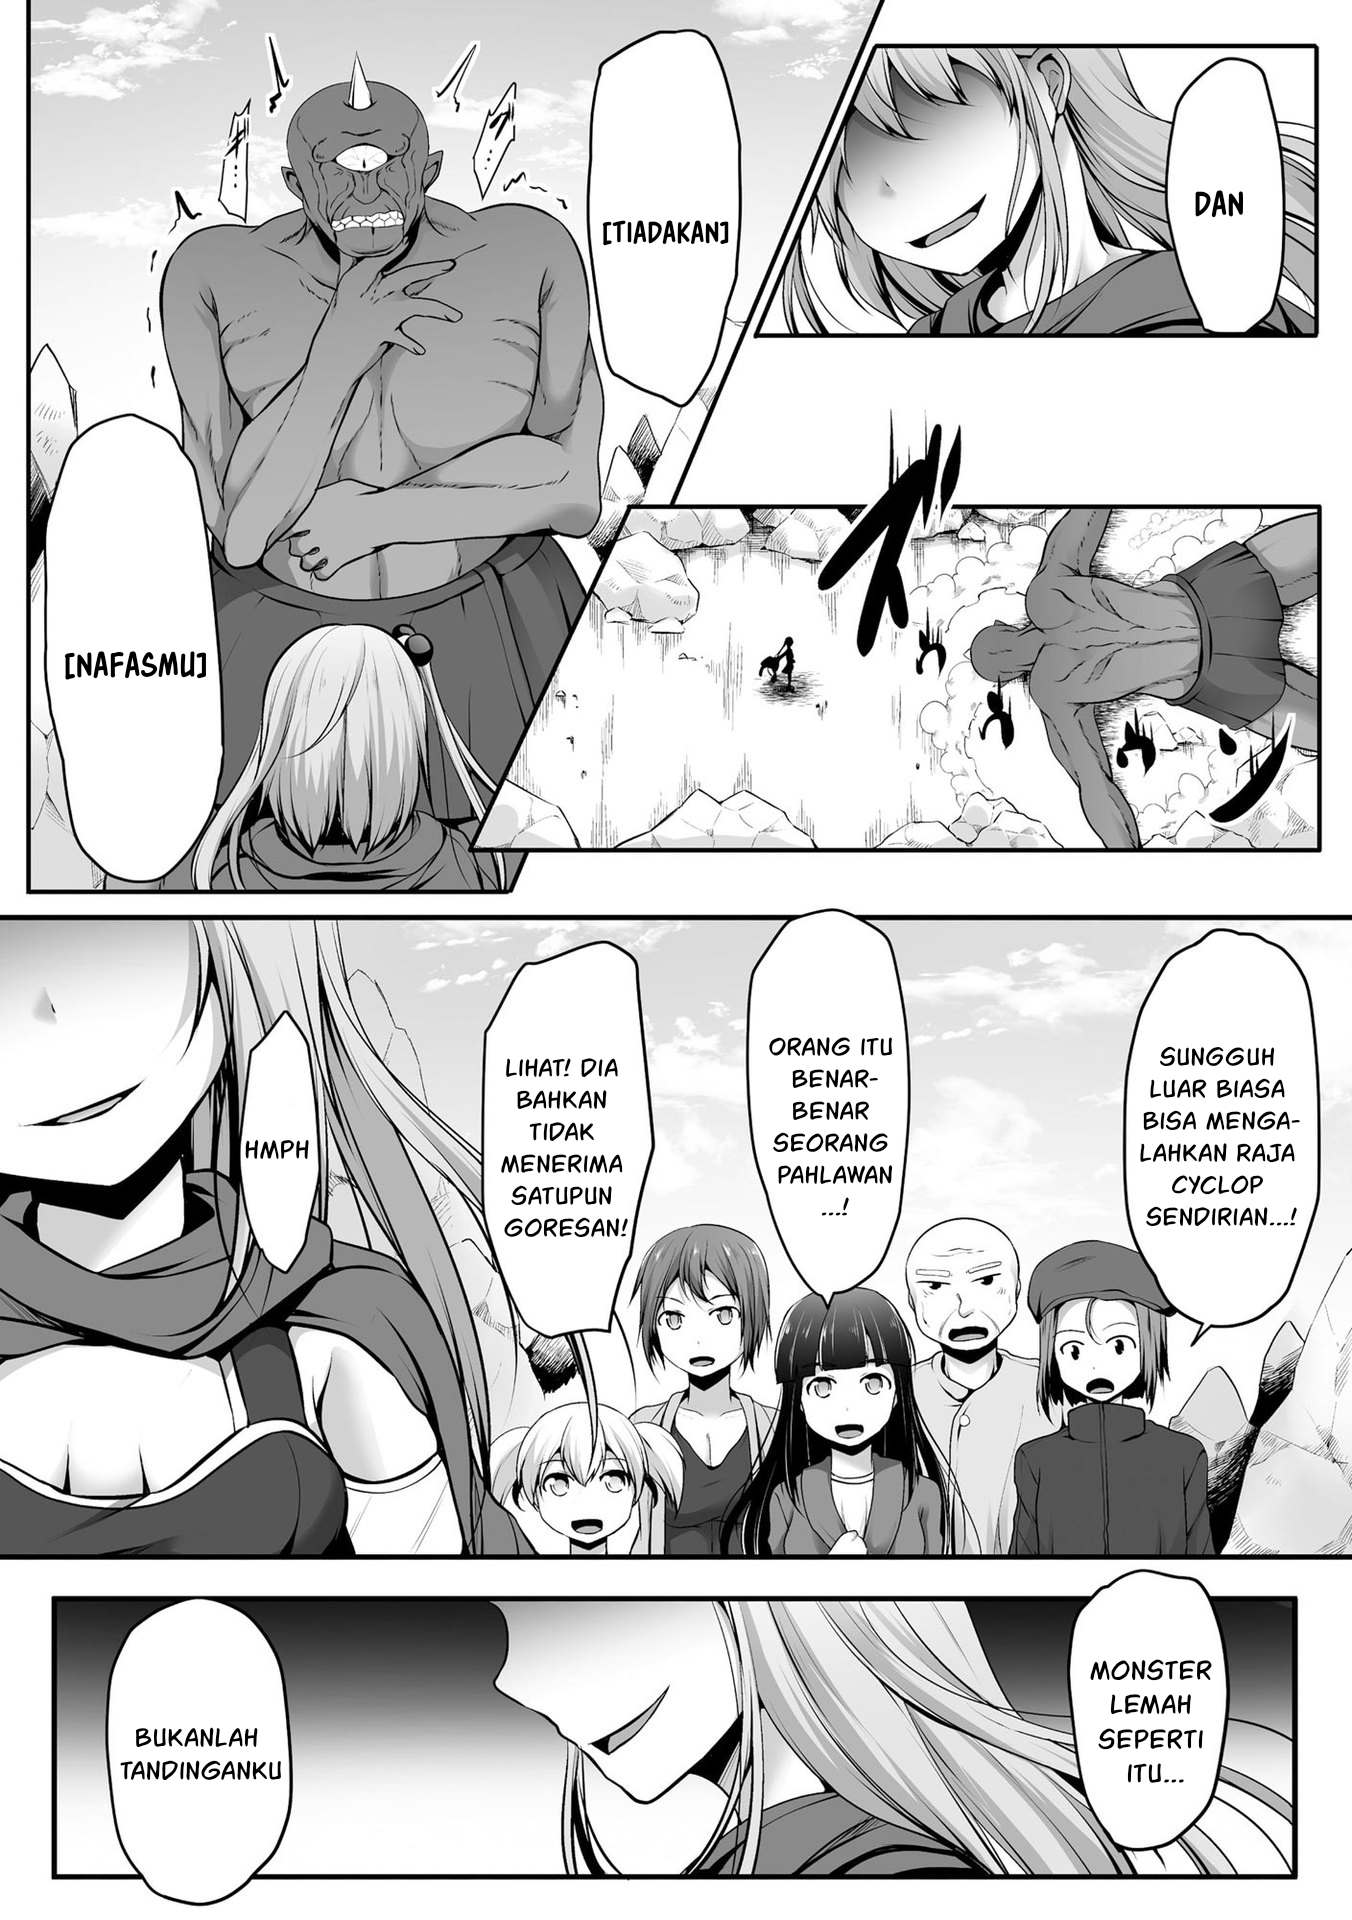 DAN
[TIADAKAN]
[NAFASMU]
SUNGGUH
LUAR BIASA
BISA MENGA-
LAHKAN RAJA
CYCLOP
SENDIRIAN...!
ORANG ITU
BENAR-
BENAR
SEORANG
PAHLAWAN
...!
LIHAT! DIA
BAHKAN
TIDAK
MENERIMA
SATUPUN
GORESAN!
HMPH
MONSTER
LEMAH
SEPERTI
ITU...
BUKANLAH
TANDINGANKU